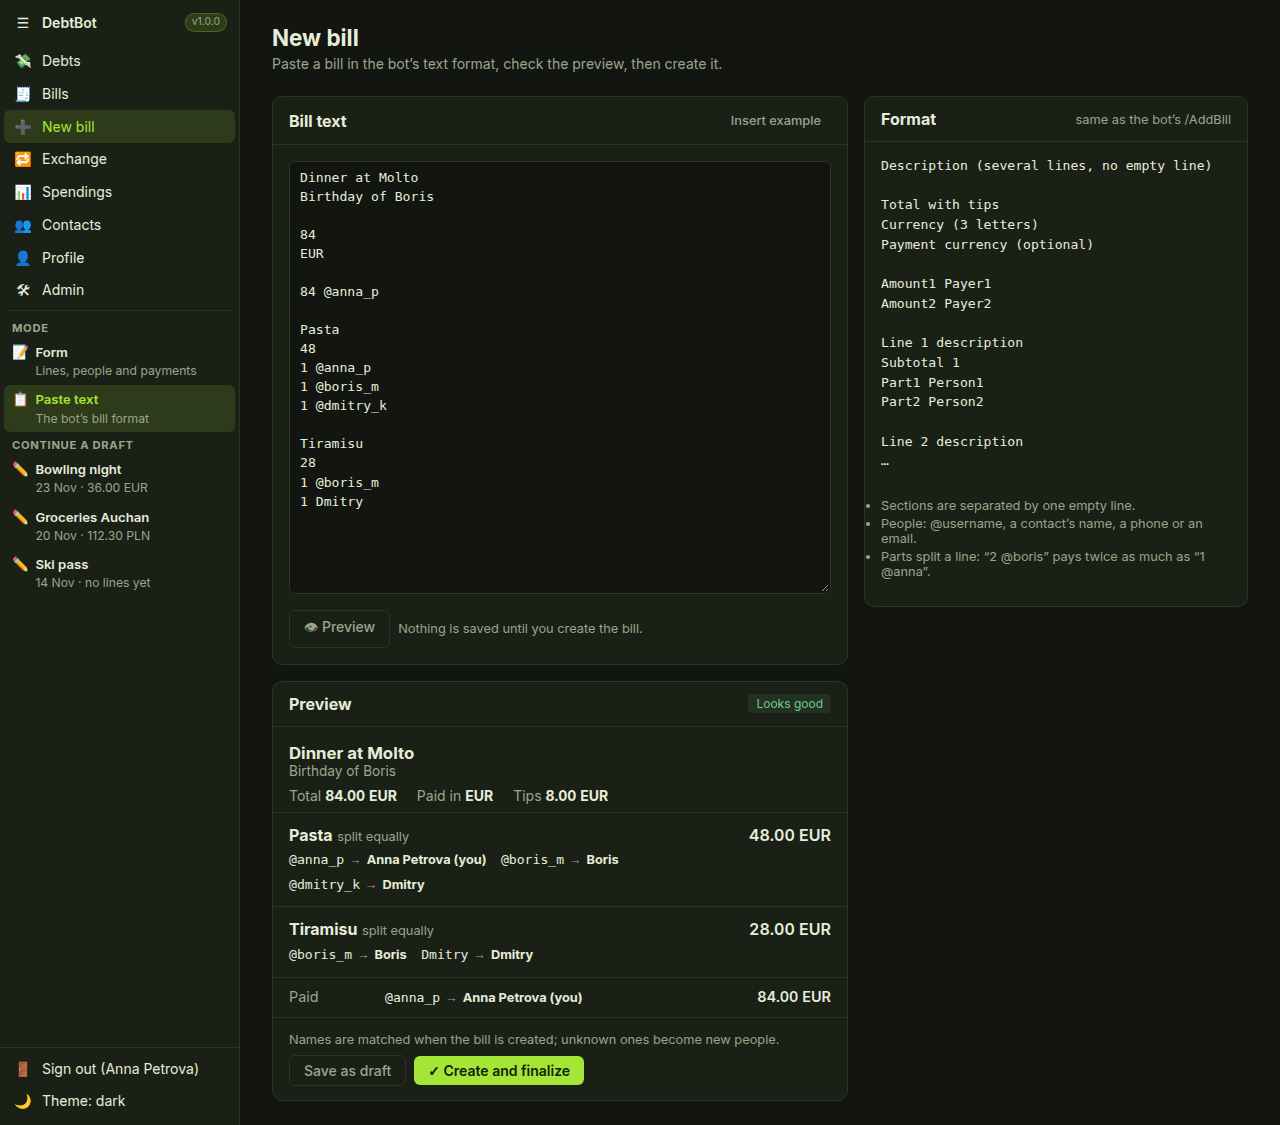 DebtBot v1.0.0
Debts
Bills
New bill
Exchange
Spendings
Contacts
Profile
Admin
MODE
Form
Lines, people and payments
Paste text
The bot’s bill format
CONTINUE A DRAFT
Bowling night
23 Nov · 36.00 EUR
Groceries Auchan
20 Nov · 112.30 PLN
Ski pass
14 Nov · no lines yet
Sign out (Anna Petrova)
Theme: dark
New bill
Paste a bill in the bot’s text format, check the preview, then create it.
Bill text Insert example
Dinner at Molto
Birthday of Boris
84
EUR
84 @anna_p
Pasta
48
1 @anna_p
1 @boris_m
1 @dmitry_k
Tiramisu
28
1 @boris_m
1 Dmitry
Preview Nothing is saved until you create the bill.
Preview Looks good
Dinner at Molto
Birthday of Boris
Total 84.00 EUR Paid in EUR Tips 8.00 EUR
Pasta split equally 48.00 EUR
@anna_p → Anna Petrova (you) @boris_m → Boris
@dmitry_k → Dmitry
Tiramisu split equally 28.00 EUR
@boris_m → Boris Dmitry → Dmitry
Paid @anna_p → Anna Petrova (you) 84.00 EUR
Names are matched when the bill is created; unknown ones become new people.
Save as draft ✓ Create and finalize
Format same as the bot’s /AddBill
Description (several lines, no empty line)
Total with tips
Currency (3 letters)
Payment currency (optional)
Amount1 Payer1
Amount2 Payer2
Line 1 description
Subtotal 1
Part1 Person1
Part2 Person2
Line 2 description
…
• Sections are separated by one empty line.
• People: @username, a contact’s name, a phone or an
email.
• Parts split a line: “2 @boris” pays twice as much as “1
@anna”.